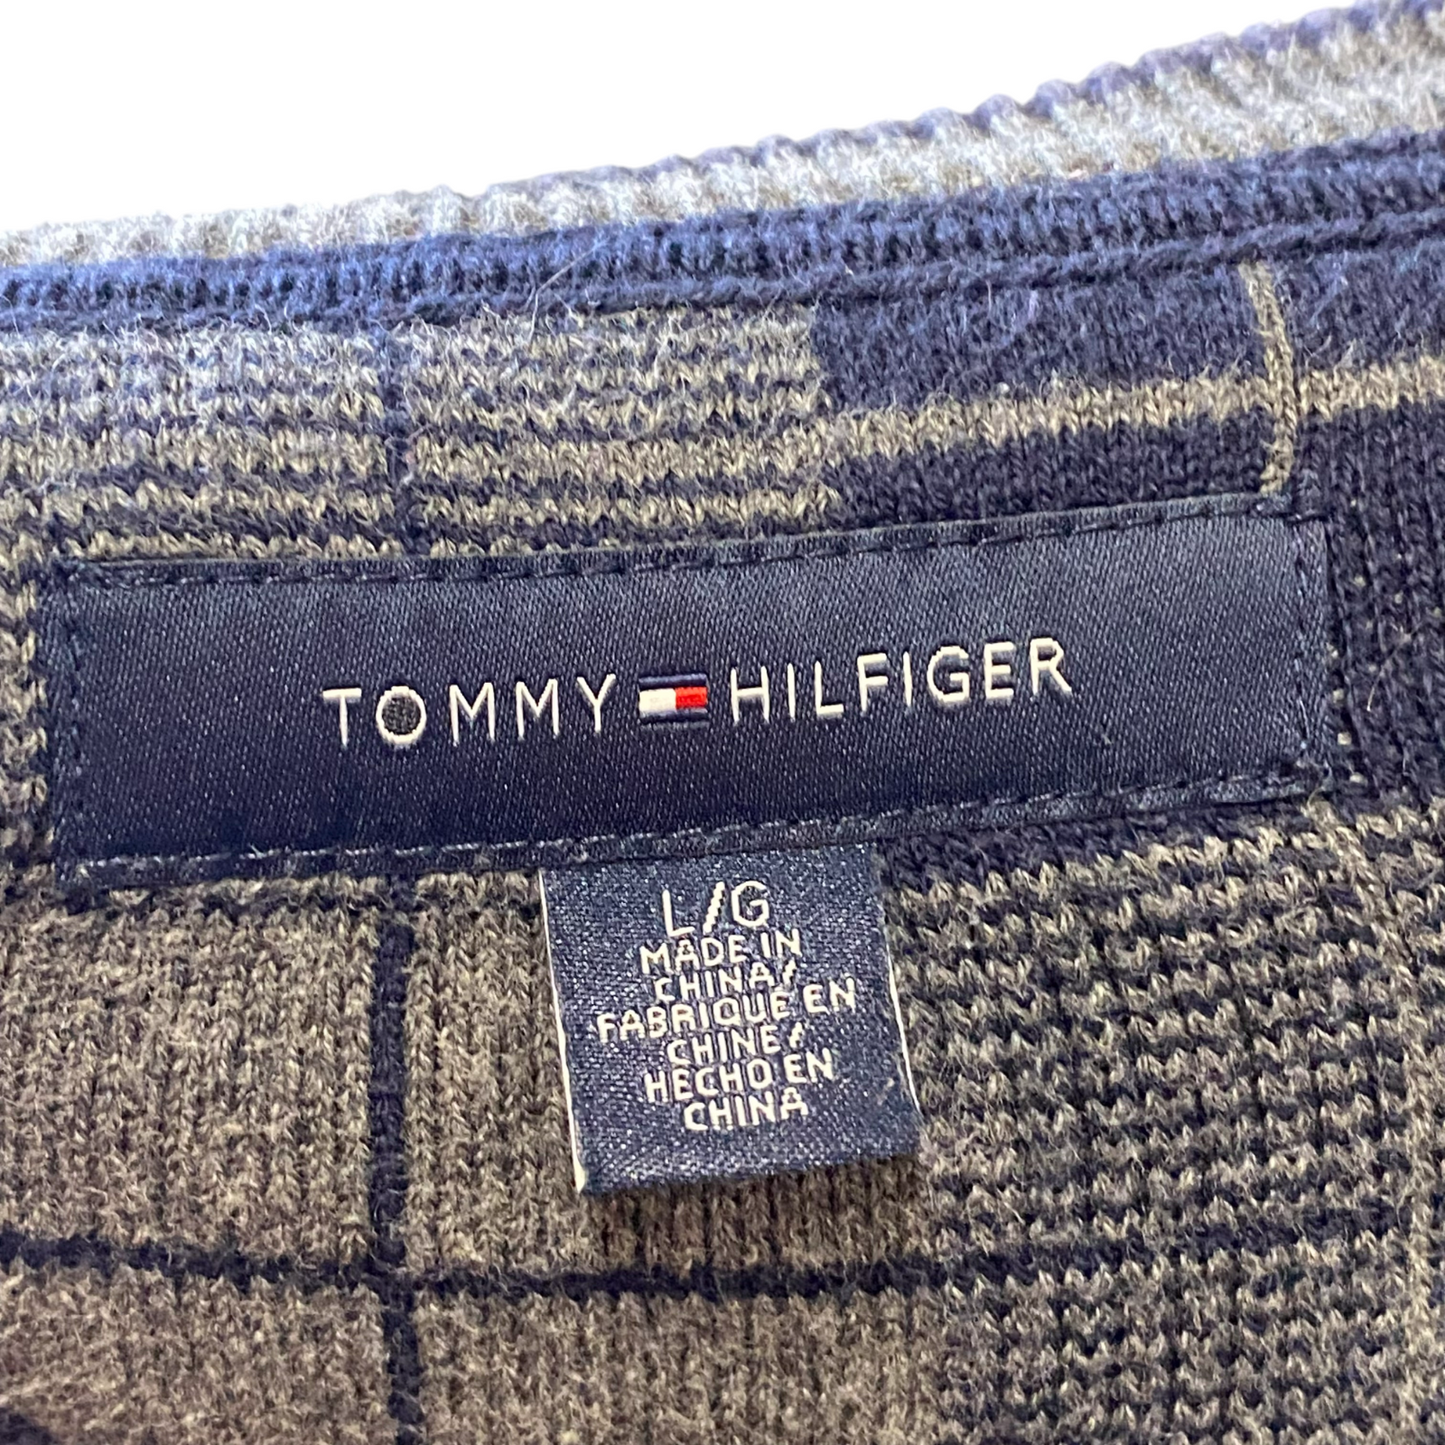 TOMMY HILFIGER
L/G
MADE IN
CHINA/
FABRIQUE EN
CHINE/
HECHO EN
CHINA